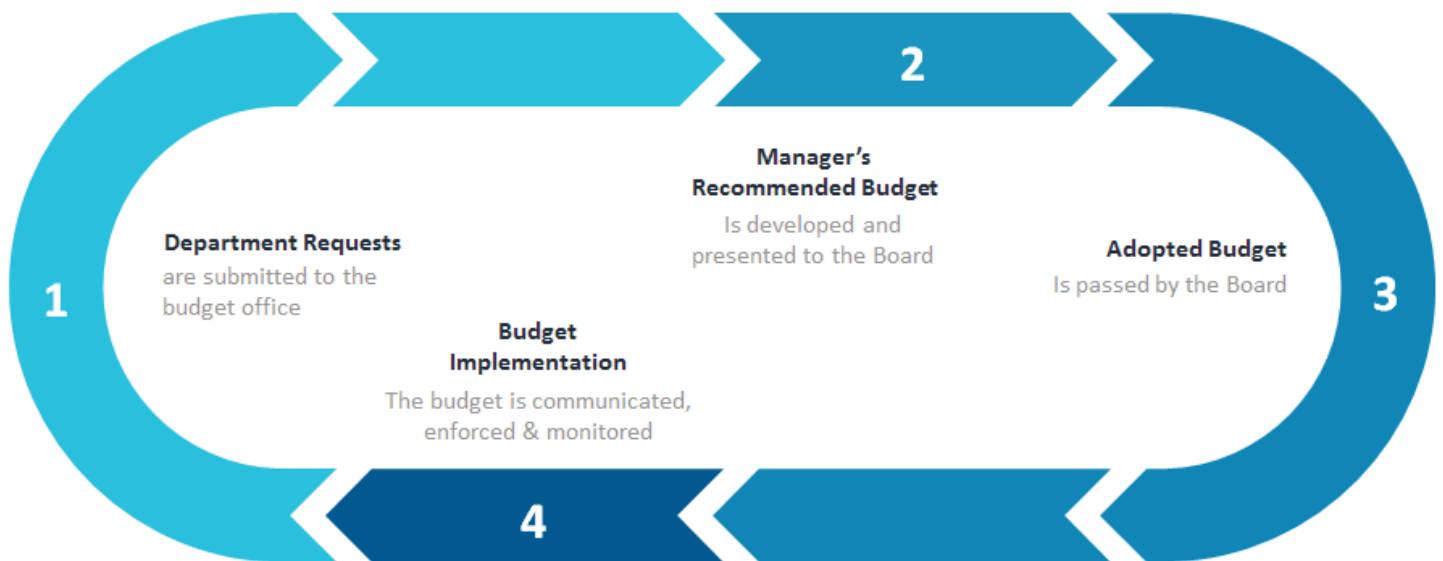 1
Department Requests
are submitted to the
budget office
2
Manager’s
Recommended Budget
Is developed and
presented to the Board
3
Adopted Budget
Is passed by the Board
4
Budget
Implementation
The budget is communicated,
enforced & monitored